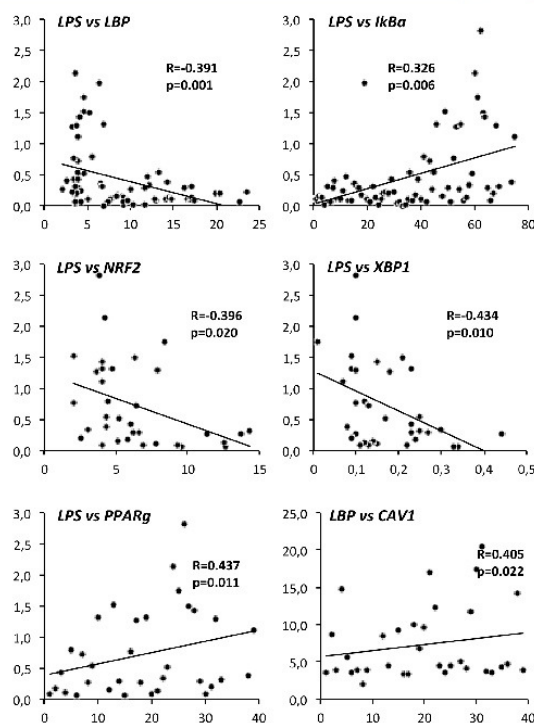 LPS vs LBP
R=-0.391
p=0.001
3,0
2,5
2,0
1,5
1,0
0,5
0,0
0 5 10 15 20 25
LPS vs IkBa
R=0.326
p=0.006
3,0
2,5
2,0
1,5
1,0
0,5
0,0
0 20 40 60 80
LPS vs NRF2
R=-0.396
p=0.020
3,0
2,5
2,0
1,5
1,0
0,5
0,0
0 5 10 15
LPS vs XBP1
R=-0.434
p=0.010
3,0
2,5
2,0
1,5
1,0
0,5
0,0
0 0,1 0,2 0,3 0,4 0,5
LPS vs PPARg
R=0.437
p=0.011
3,0
2,5
2,0
1,5
1,0
0,5
0,0
0 10 20 30 40
LBP vs CAV1
R=0.405
p=0.022
25,0
20,0
15,0
10,0
5,0
0,0
0 10 20 30 40